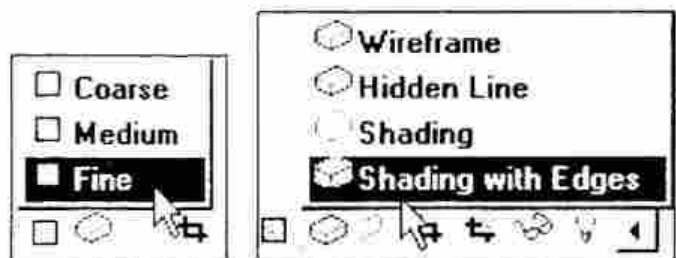 Coarse
Medium
Fine
Wireframe
Hidden Line
Shading
Shading with Edges